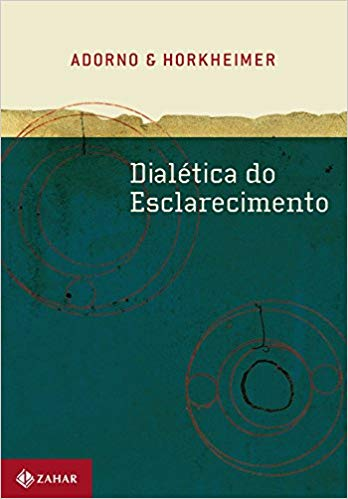 ADORNO & HORKHEIMER
Dialética do
Esclarecimento
ZAHAR